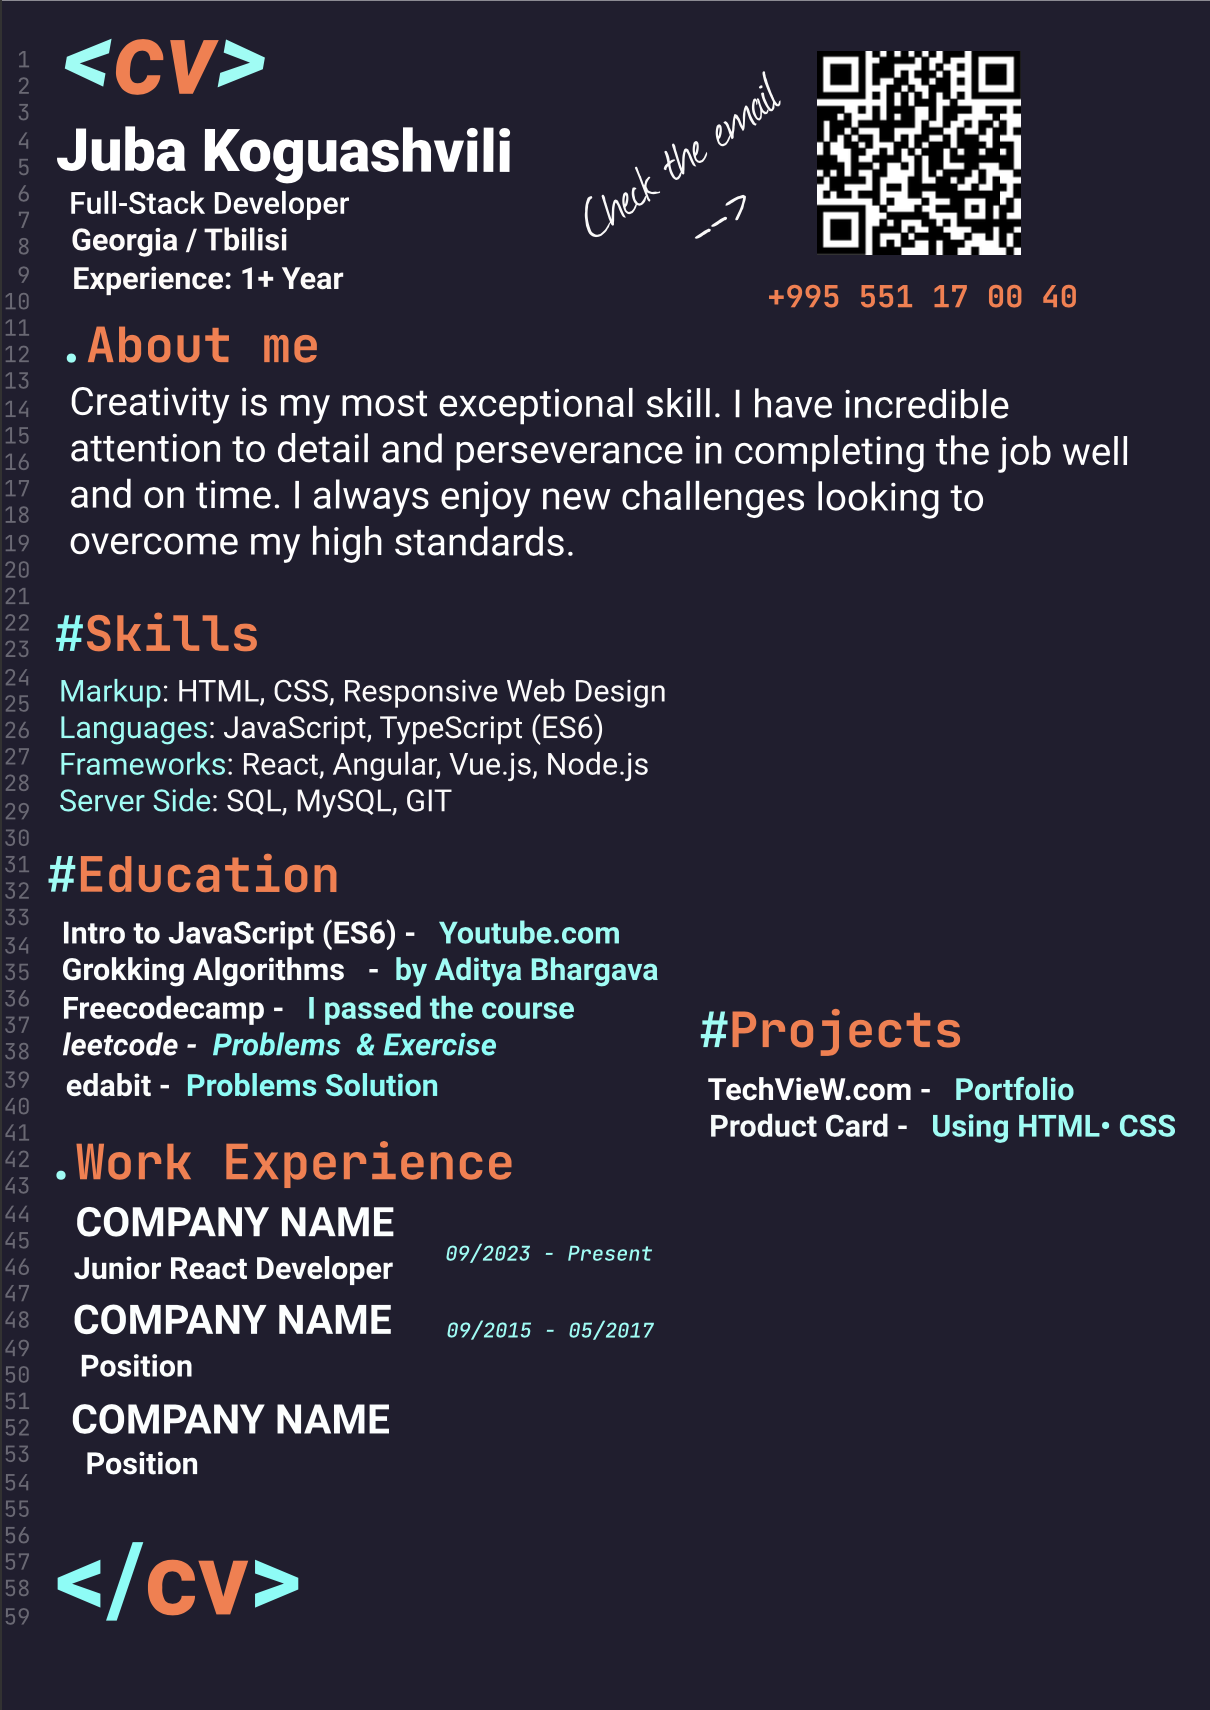 <cv>
Juba Koguashvili
Full-Stack Developer
Georgia / Tbilisi
Experience: 1+ Year
Check the email
-->
+995 551 17 00 40
.About me
Creativity is my most exceptional skill. I have incredible
attention to detail and perseverance in completing the job well
and on time. I always enjoy new challenges looking to
overcome my high standards.
#Skills
Markup: HTML, CSS, Responsive Web Design
Languages: JavaScript, TypeScript (ES6)
Frameworks: React, Angular, Vue.js, Node.js
Server Side: SQL, MySQL, GIT
#Education
Intro to JavaScript (ES6) - Youtube.com
Grokking Algorithms - by Aditya Bhargava
Freecodecamp - I passed the course
leetcode - Problems & Exercise
edabit - Problems Solution
#Projects
TechVieW.com - Portfolio
Product Card - Using HTML• CSS
.Work Experience
COMPANY NAME
Junior React Developer
09/2023 - Present
COMPANY NAME
09/2015 - 05/2017
Position
COMPANY NAME
Position
</cv>
1
2
3
4
5
6
7
8
9
10
11
12
13
14
15
16
17
18
19
20
21
22
23
24
25
26
27
28
29
30
31
32
33
34
35
36
37
38
39
40
41
42
43
44
45
46
47
48
49
50
51
52
53
54
55
56
57
58
59